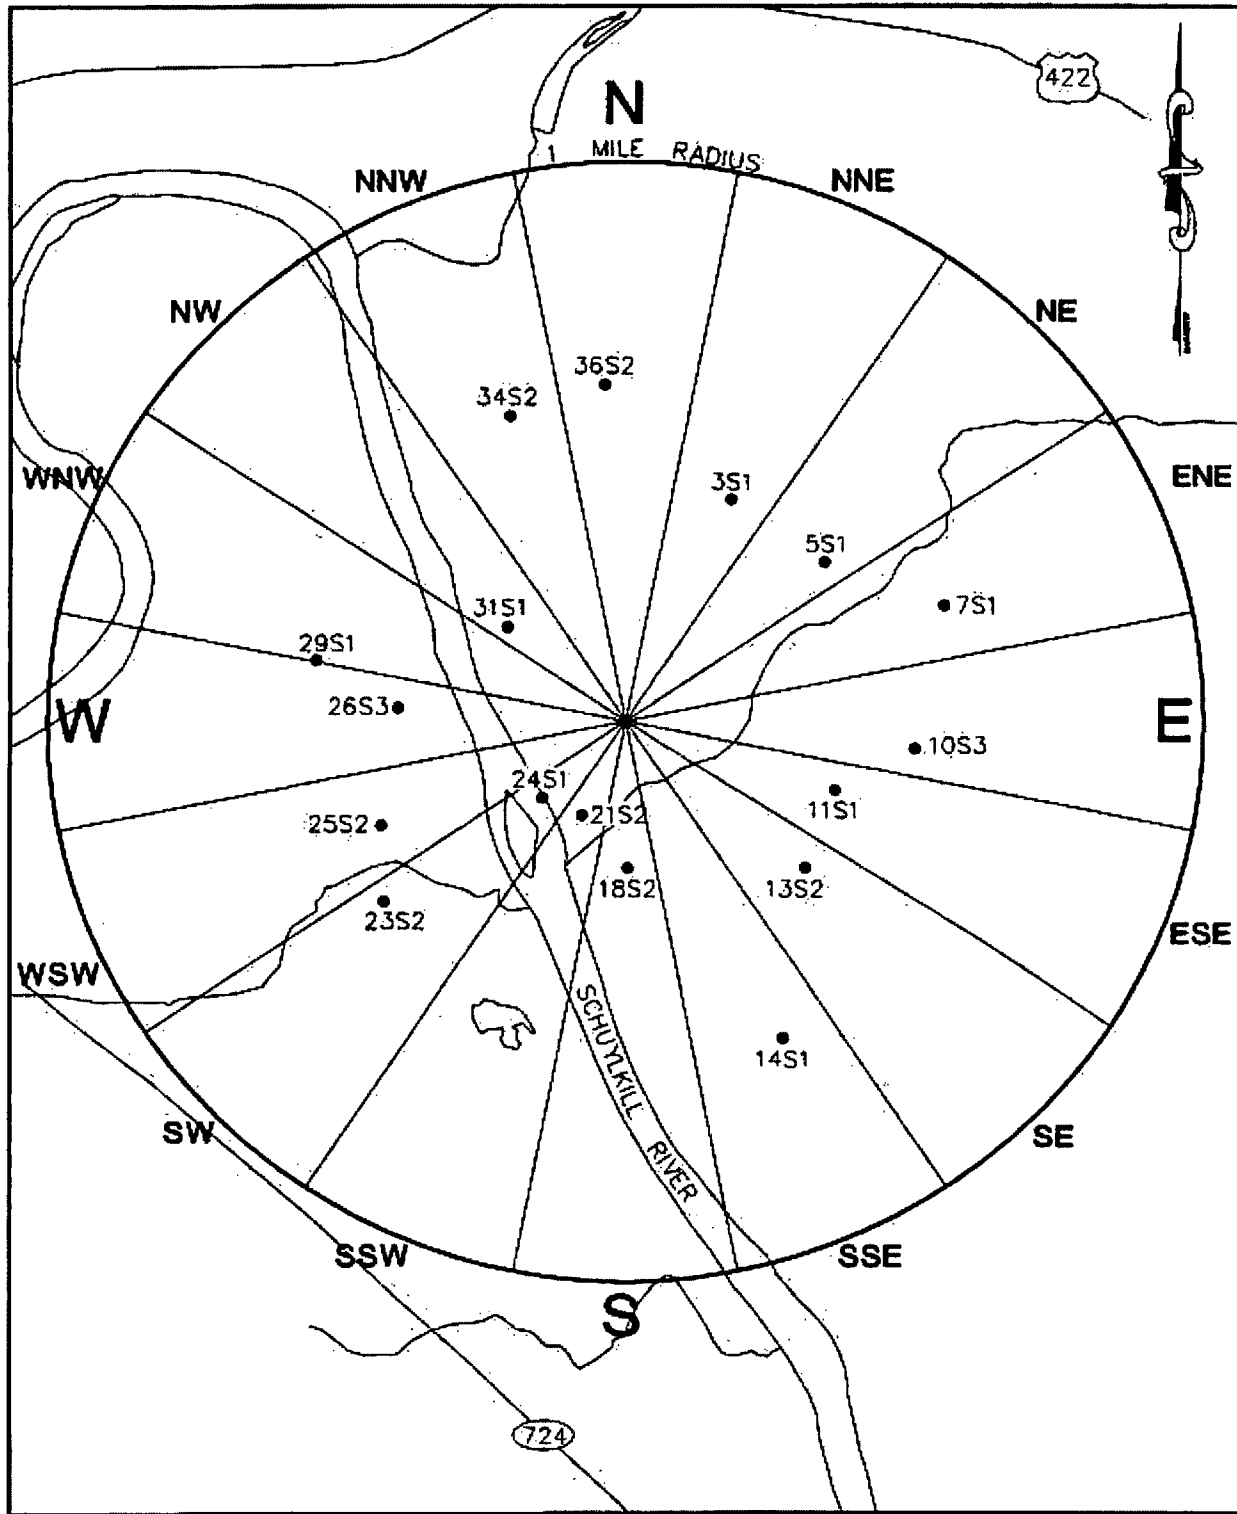 422
N
1 MILE RADIUS
NNW
NNE
NW
NE
36S2
34S2
WNW
ENE
3S1
5S1
7S1
31S1
29S1
26S3
W
E
10S3
24S1
11S1
21S2
25S2
18S2
13S2
23S2
ESE
WSW
SCHUYLKILL RIVER
14S1
SW
SE
SSW
SSE
S
724